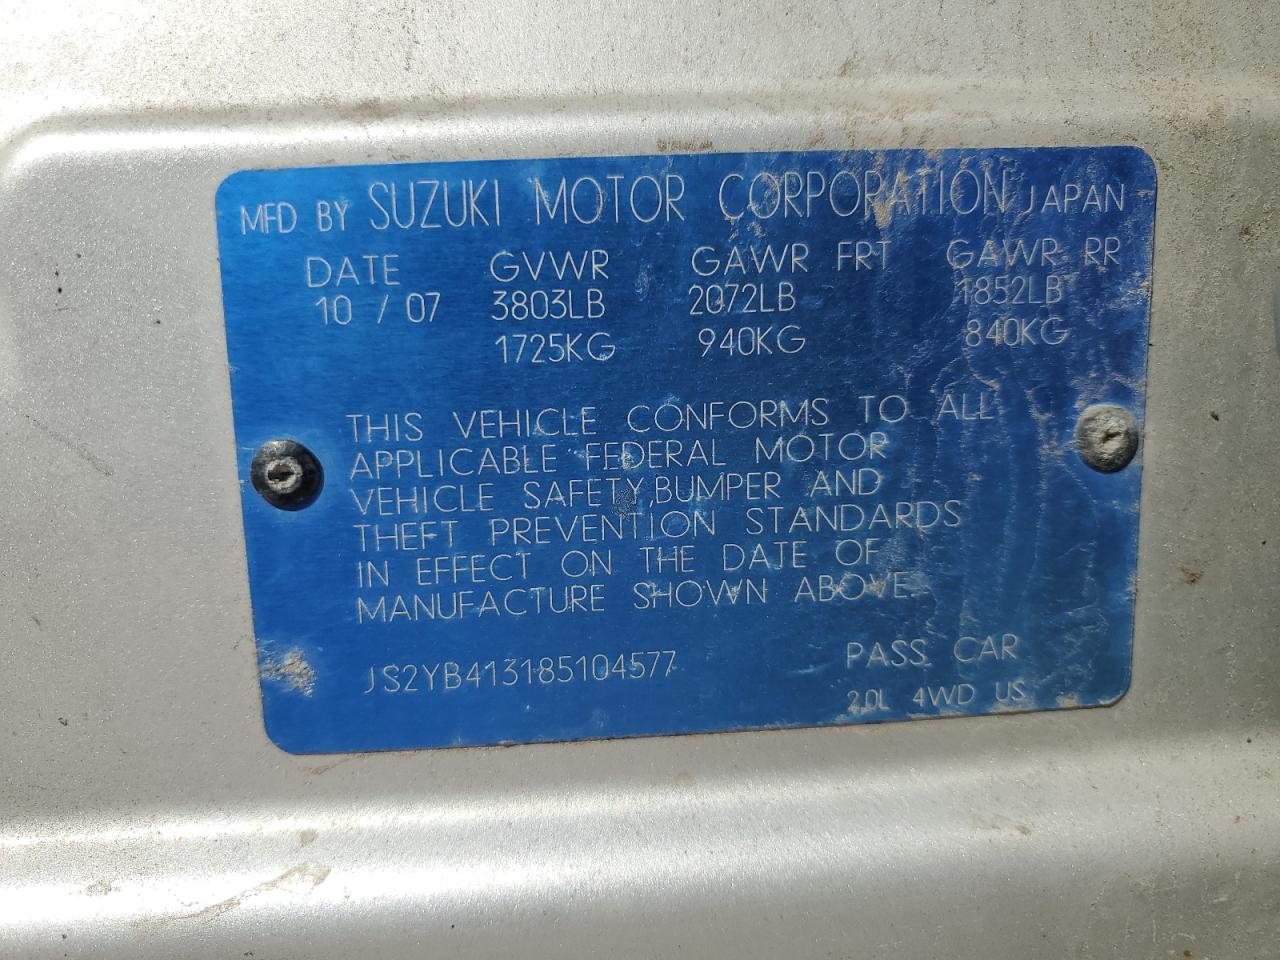 MFD BY SUZUKI MOTOR CORPORATION JAPAN
DATE GVWR GAWR FRT GAWR RR
10 / 07 3803LB 2072LB 1852LB
1725KG 940KG 840KG
THIS VEHICLE CONFORMS TO ALL
APPLICABLE FEDERAL MOTOR
VEHICLE SAFETY,BUMPER AND
THEFT PREVENTION STANDARDS
IN EFFECT ON THE DATE OF
MANUFACTURE SHOWN ABOVE.
JS2YB413185104577 PASS CAR
2.0L 4WD US